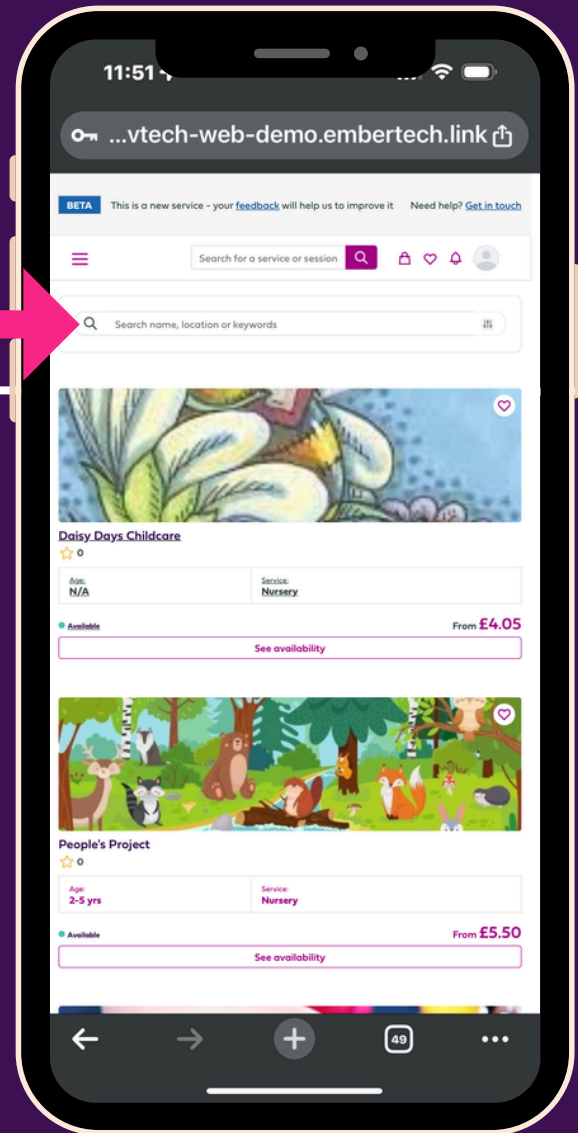 11:51
...vtech-web-demo.embertech.link
BETA This is a new service - your feedback will help us to improve it Need help? Get in touch
Search for a service or session
Search name, location or keywords
Daisy Days Childcare
0
Age: Service:
N/A Nursery
Available From £4.05
See availability
People's Project
0
Age: Service:
2-5 yrs Nursery
Available From £5.50
See availability
49